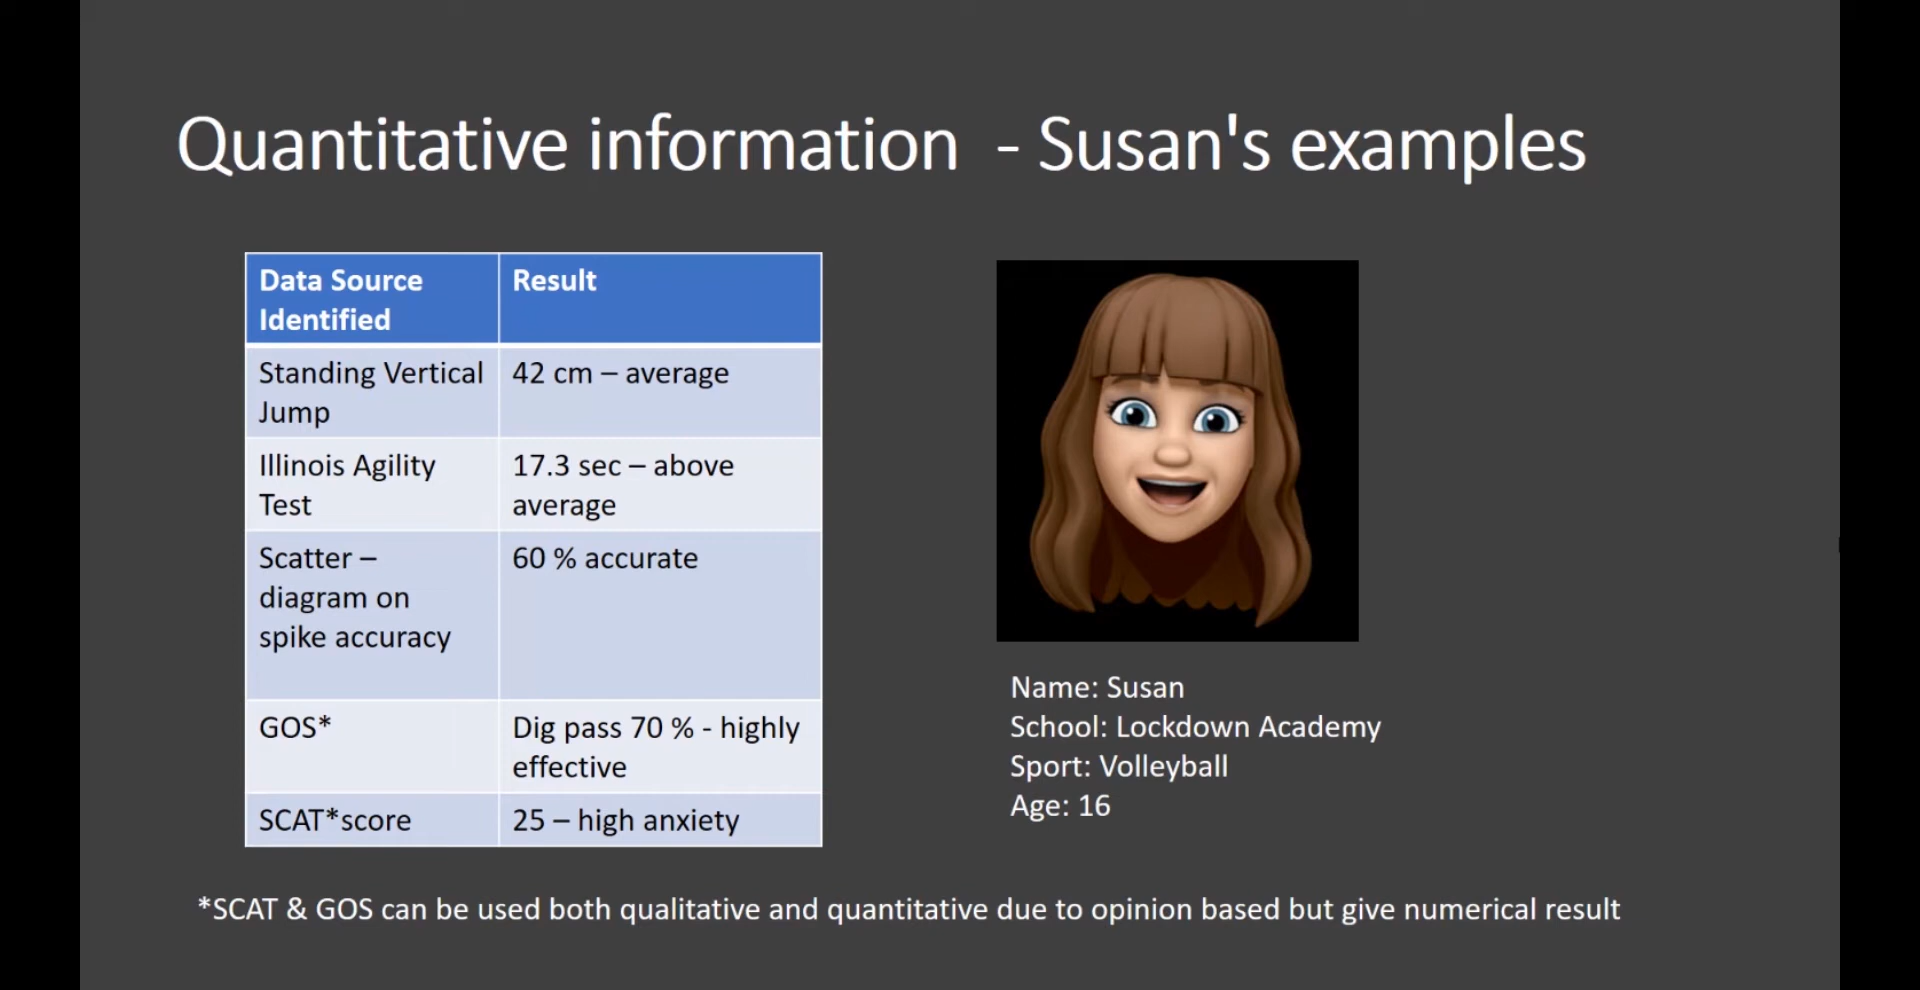 Quantitative information  - Susan's examples
Data Source
Identified
Result
Standing Vertical
Jump
42 cm – average
Illinois Agility
Test
17.3 sec – above
average
Scatter –
diagram on
spike accuracy
60 % accurate
GOS*
Dig pass 70 % - highly
effective
SCAT*score
25 – high anxiety
Name: Susan
School: Lockdown Academy
Sport: Volleyball
Age: 16
*SCAT & GOS can be used both qualitative and quantitative due to opinion based but give numerical result